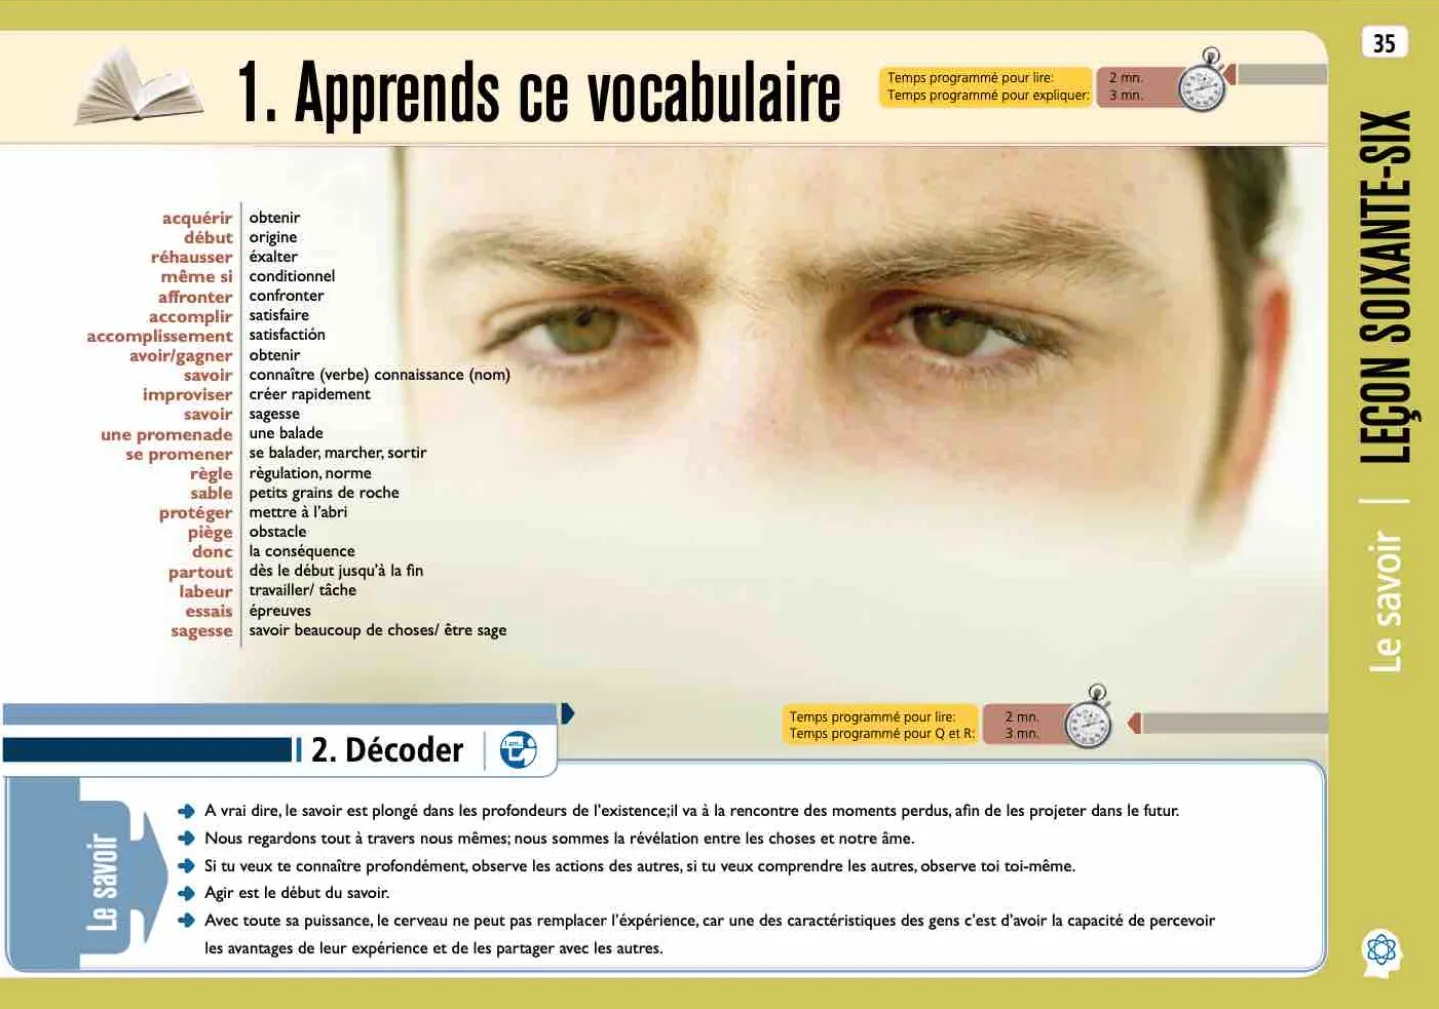 35
1. Apprends ce vocabulaire
Temps programmé pour lire: 2 mn.
Temps programmé pour expliquer: 3 mn.
acquérir obtenir
début origine
réhausser éxalter
même si conditionnel
affronter confronter
accomplir satisfaire
accomplissement satisfactión
avoir/gagner obtenir
savoir connaître (verbe) connaissance (nom)
improviser créer rapidement
savoir sagesse
une promenade une balade
se promener se balader, marcher, sortir
règle règulation, norme
sable petits grains de roche
protéger mettre à l'abri
piège obstacle
donc la conséquence
partout dès le début jusqu'à la fin
labeur travailler/ tâche
essais épreuves
sagesse savoir beaucoup de choses/ être sage
Temps programmé pour lire: 2 mn.
Temps programmé pour Q et R: 3 mn.
2. Décoder
I am...
Le savoir
A vrai dire, le savoir est plongé dans les profondeurs de l'existence;il va à la rencontre des moments perdus, afin de les projeter dans le futur.
Nous regardons tout à travers nous mêmes; nous sommes la révélation entre les choses et notre âme.
Si tu veux te connaître profondément, observe les actions des autres, si tu veux comprendre les autres, observe toi toi-même.
Agir est le début du savoir.
Avec toute sa puissance, le cerveau ne peut pas remplacer l'éxpérience, car une des caractéristiques des gens c'est d'avoir la capacité de percevoir
les avantages de leur expérience et de les partager avec les autres.
Le savoir | LEÇON SOIXANTE-SIX